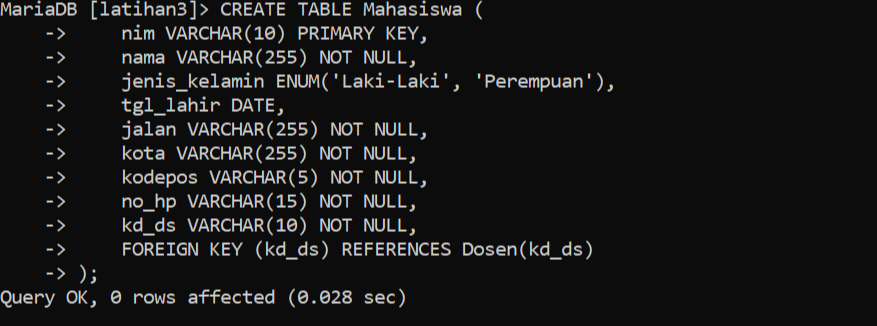 MariaDB [latihan3]> CREATE TABLE Mahasiswa (
    ->     nim VARCHAR(10) PRIMARY KEY,
    ->     nama VARCHAR(255) NOT NULL,
    ->     jenis_kelamin ENUM('Laki-Laki', 'Perempuan'),
    ->     tgl_lahir DATE,
    ->     jalan VARCHAR(255) NOT NULL,
    ->     kota VARCHAR(255) NOT NULL,
    ->     kodepos VARCHAR(5) NOT NULL,
    ->     no_hp VARCHAR(15) NOT NULL,
    ->     kd_ds VARCHAR(10) NOT NULL,
    ->     FOREIGN KEY (kd_ds) REFERENCES Dosen(kd_ds)
    -> );
Query OK, 0 rows affected (0.028 sec)